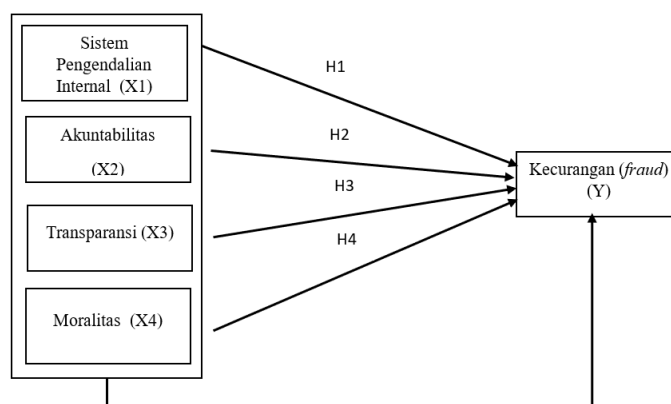 Sistem
Pengendalian
Internal (X1)
H1
Akuntabilitas
(X2)
H2
Kecurangan (fraud)
(Y)
H3
Transparansi (X3)
H4
Moralitas (X4)